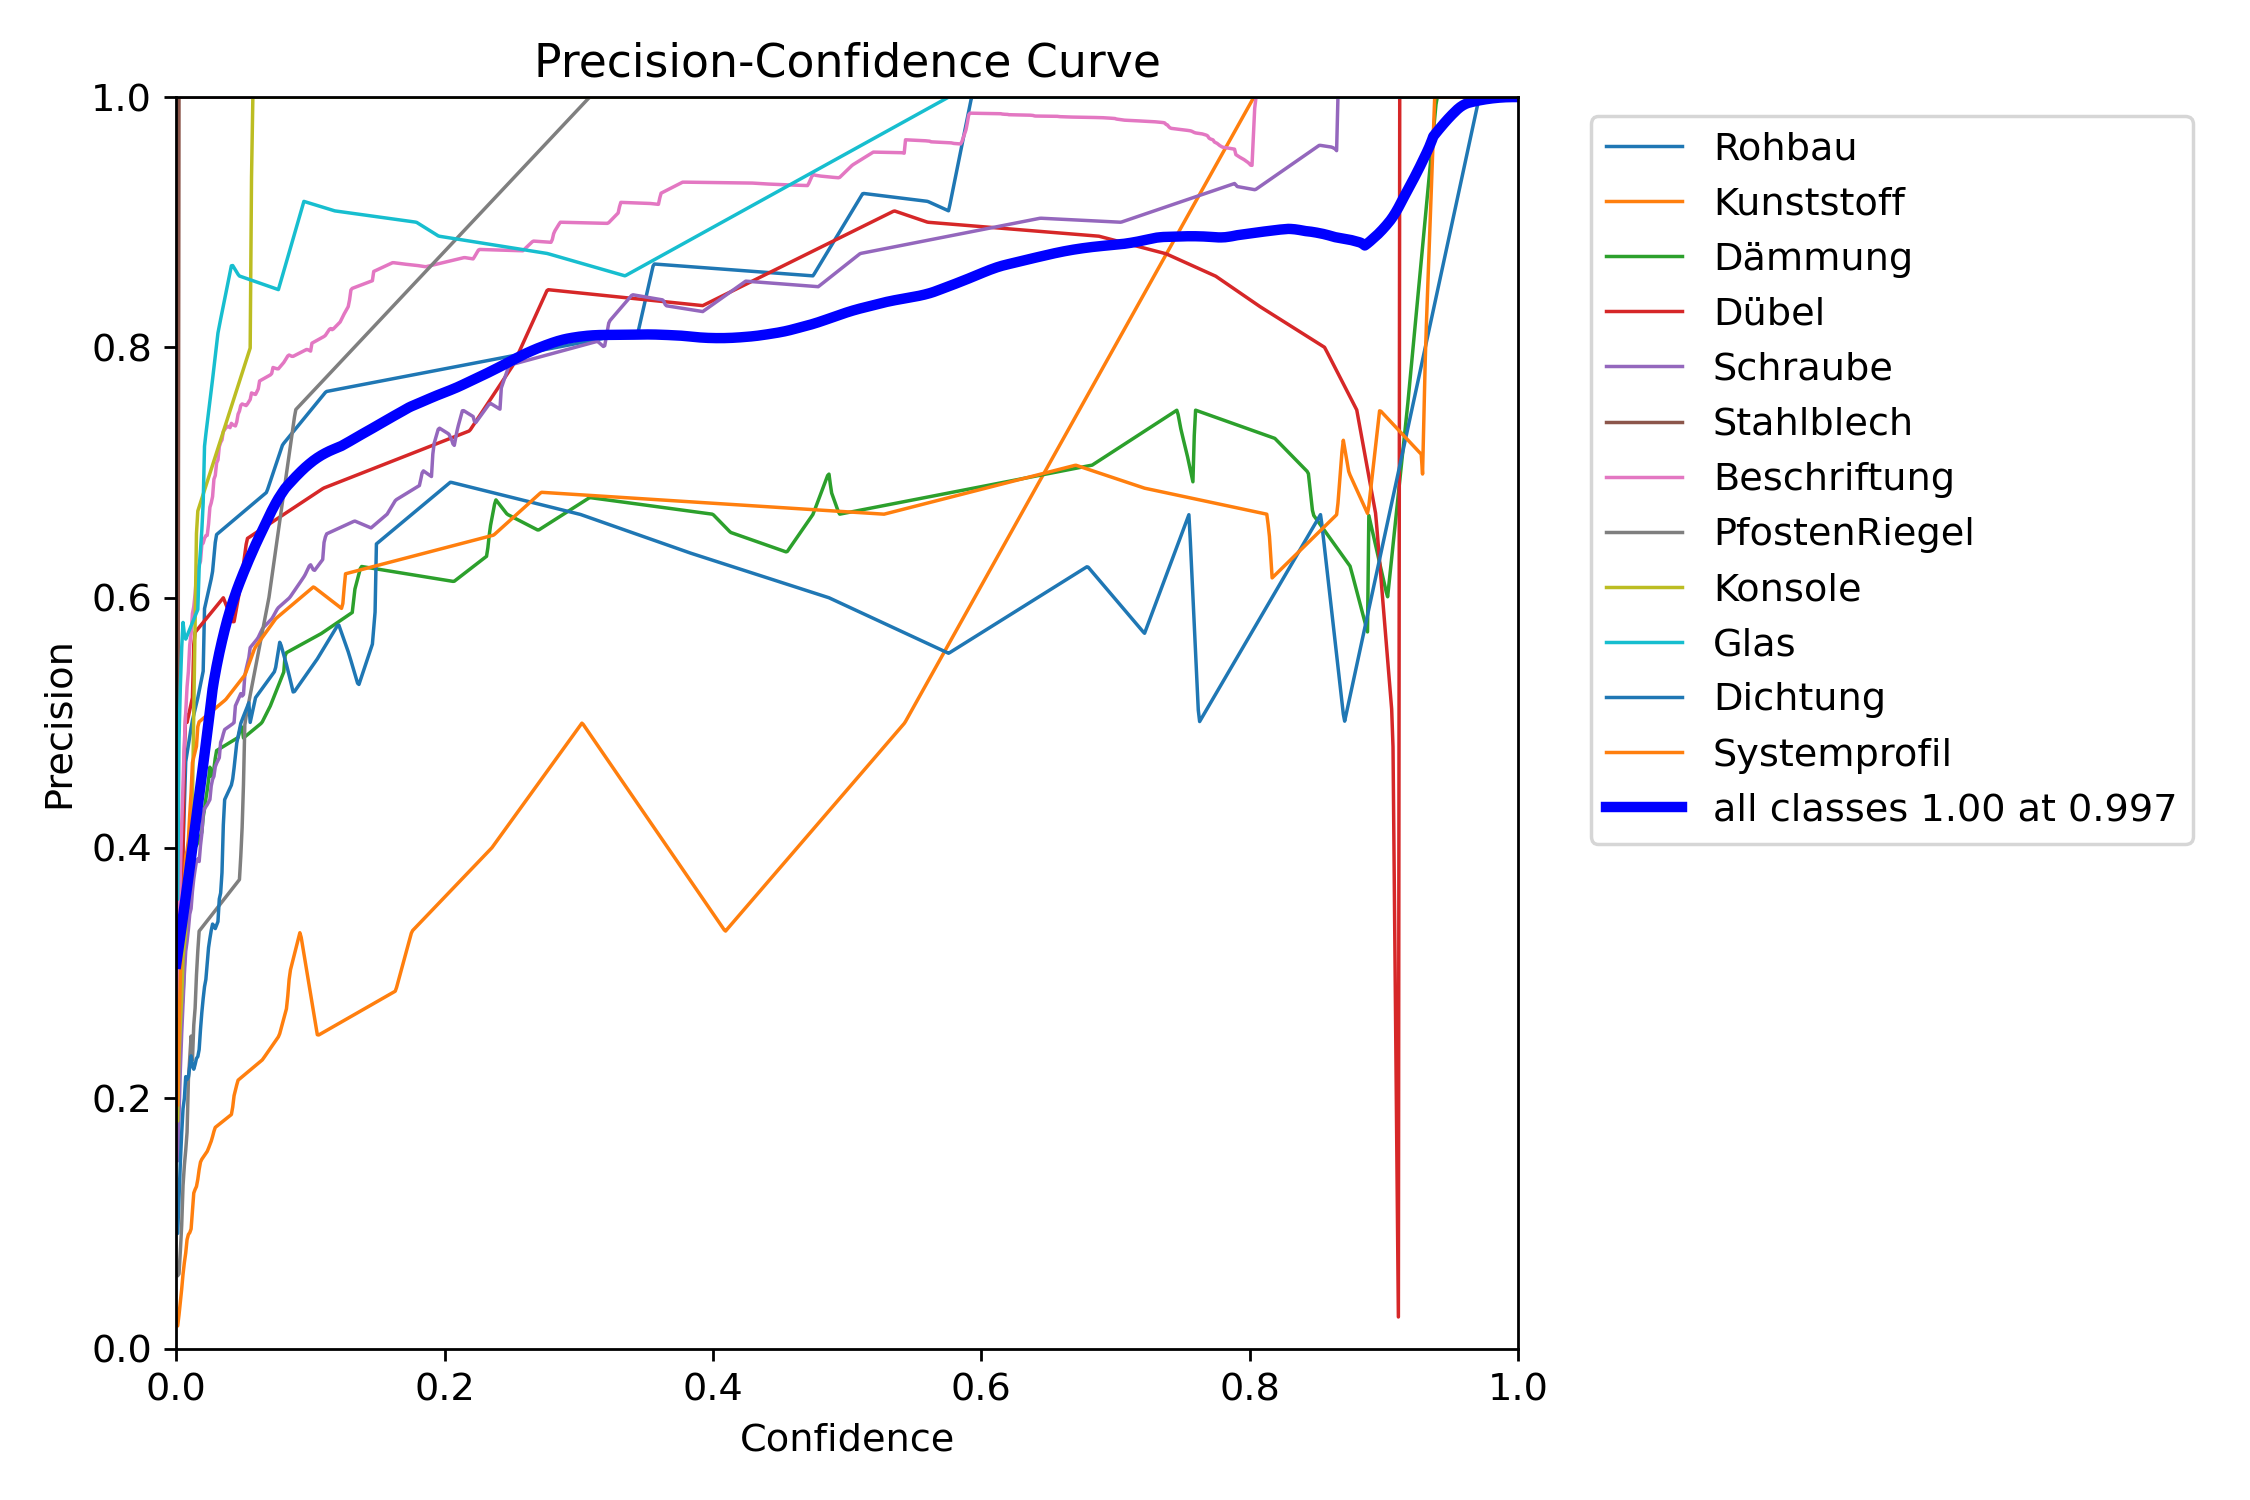 Precision-Confidence Curve
1.0
0.8
0.6
0.4
0.2
0.0
Precision
0.0 0.2 0.4 0.6 0.8 1.0
Confidence
Rohbau
Kunststoff
Dämmung
Dübel
Schraube
Stahlblech
Beschriftung
PfostenRiegel
Konsole
Glas
Dichtung
Systemprofil
all classes 1.00 at 0.997